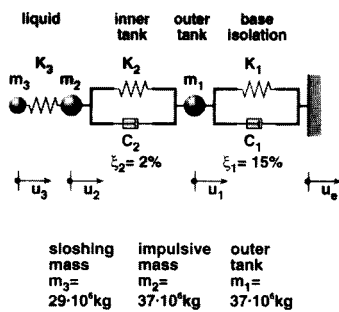 liquid inner outer base
tank tank isolation
K₃ K₂ K₁
m₃ m₂ m₁
C₂ C₁
ξ₂= 2% ξ₁= 15%
u₃ u₂ u₁ uₑ
sloshing impulsive outer
mass mass tank
m₃= m₂= m₁=
29·10⁶kg 37·10⁶kg 37·10⁶kg